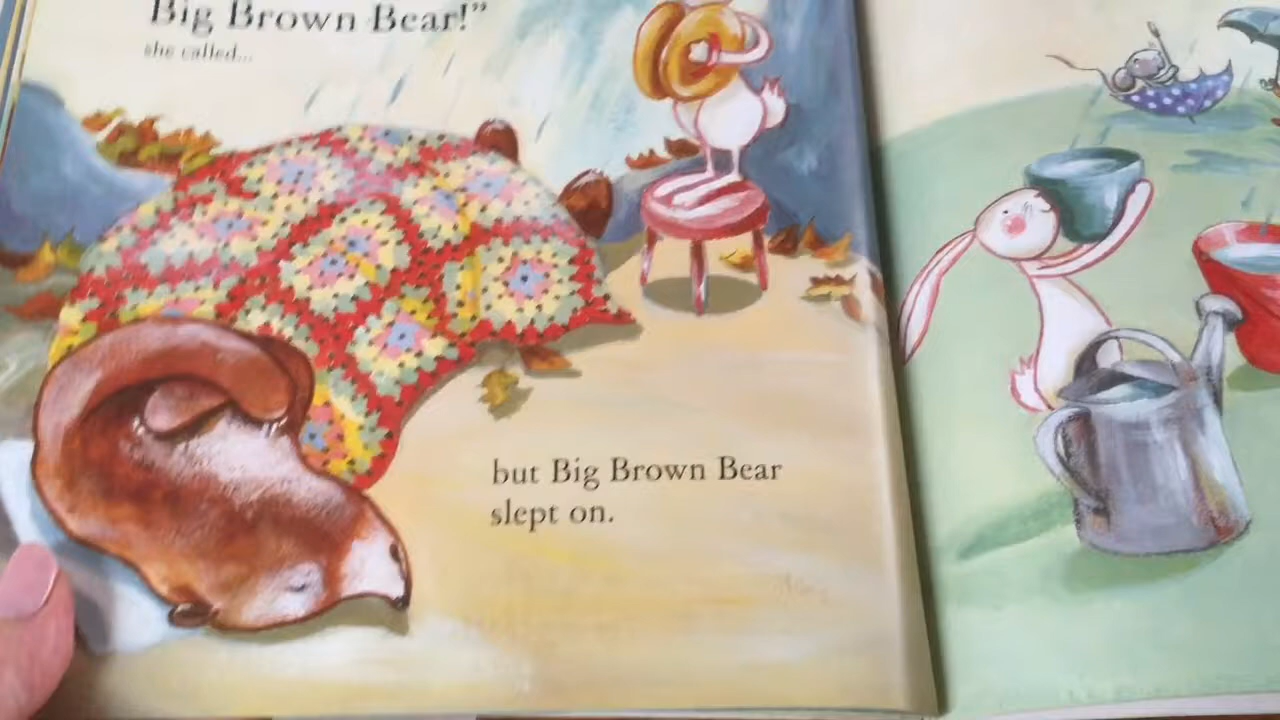 Big Brown Bear!”
she called...
but Big Brown Bear
slept on.